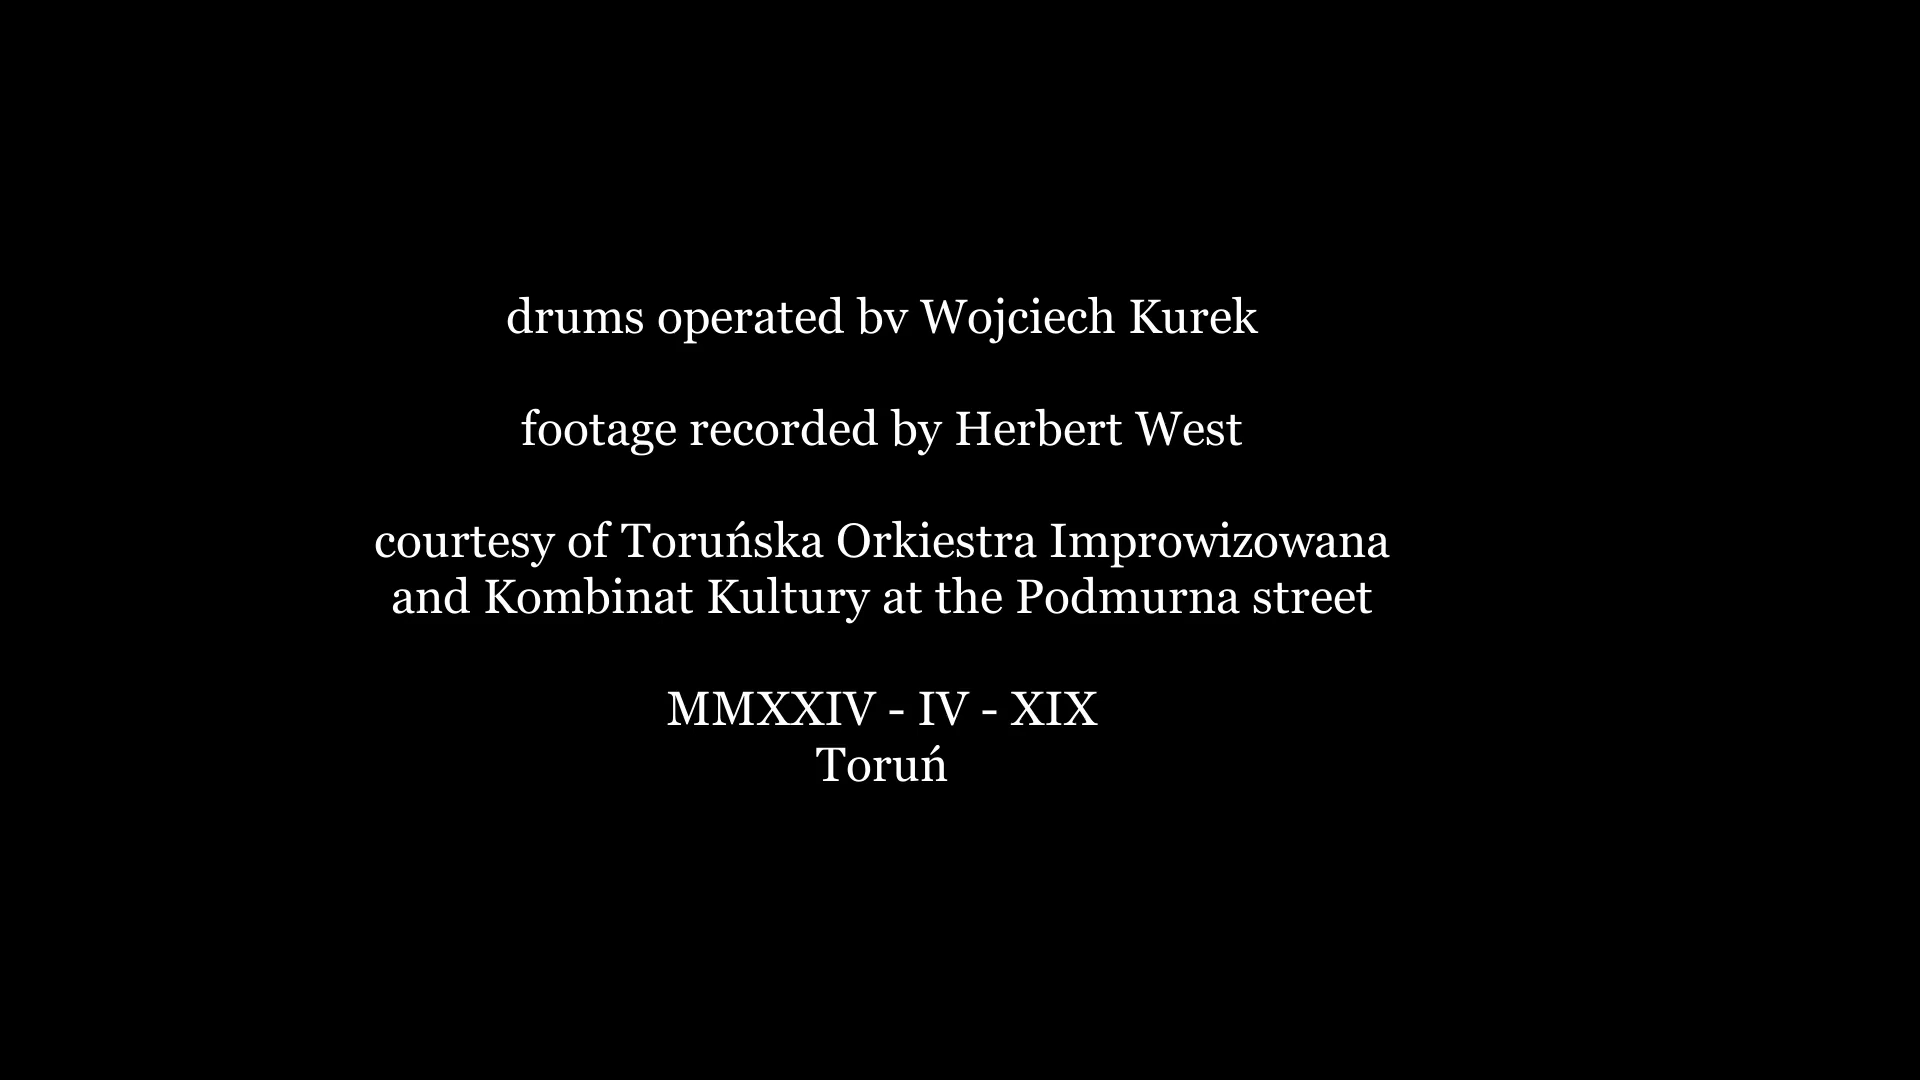 drums operated bv Wojciech Kurek
footage recorded by Herbert West
courtesy of Toruńska Orkiestra Improwizowana
and Kombinat Kultury at the Podmurna street
MMXXIV - IV - XIX
Toruń